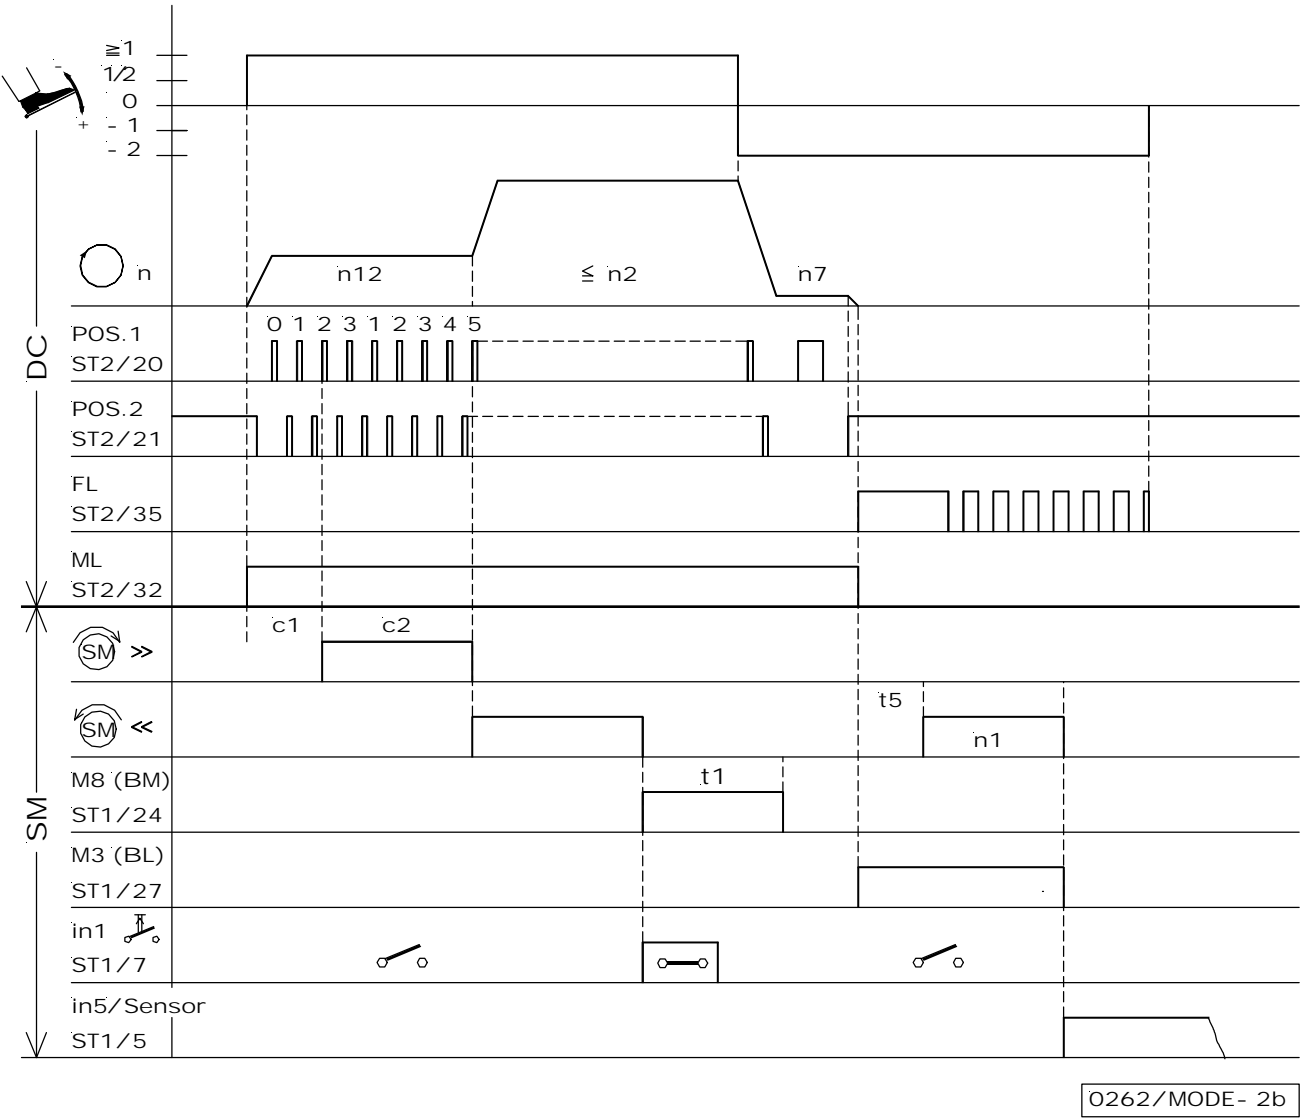 ≧1
1/2
0
- 1
- 2
-
+
n
n12
≦ n2
n7
DC
POS.1
ST2/20
0 1 2 3 1 2 3 4 5
POS.2
ST2/21
FL
ST2/35
ML
ST2/32
c1
c2
SM >>
SM <<
t5
n1
SM
M8 (BM)
ST1/24
t1
M3 (BL)
ST1/27
in1
ST1/7
in5/Sensor
ST1/5
0262/MODE- 2b